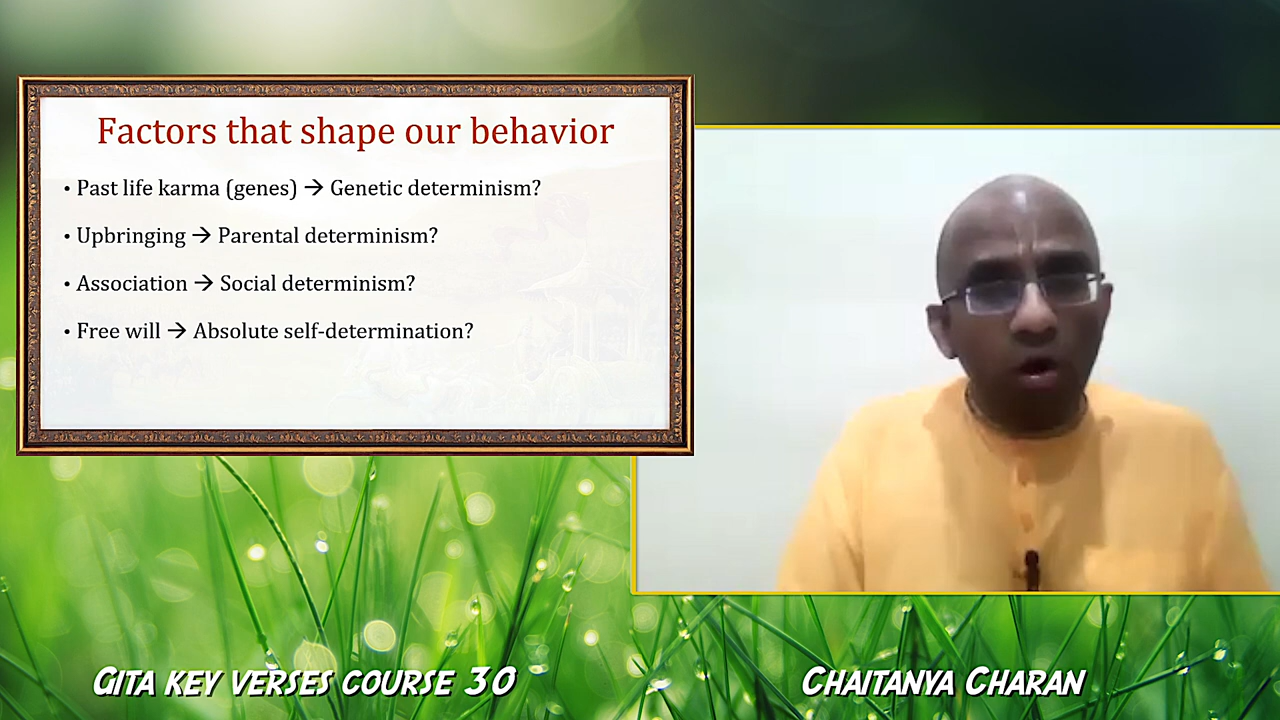 Factors that shape our behavior
• Past life karma (genes) → Genetic determinism?
• Upbringing → Parental determinism?
• Association → Social determinism?
• Free will → Absolute self-determination?
Gita key verses course 30
Chaitanya Charan